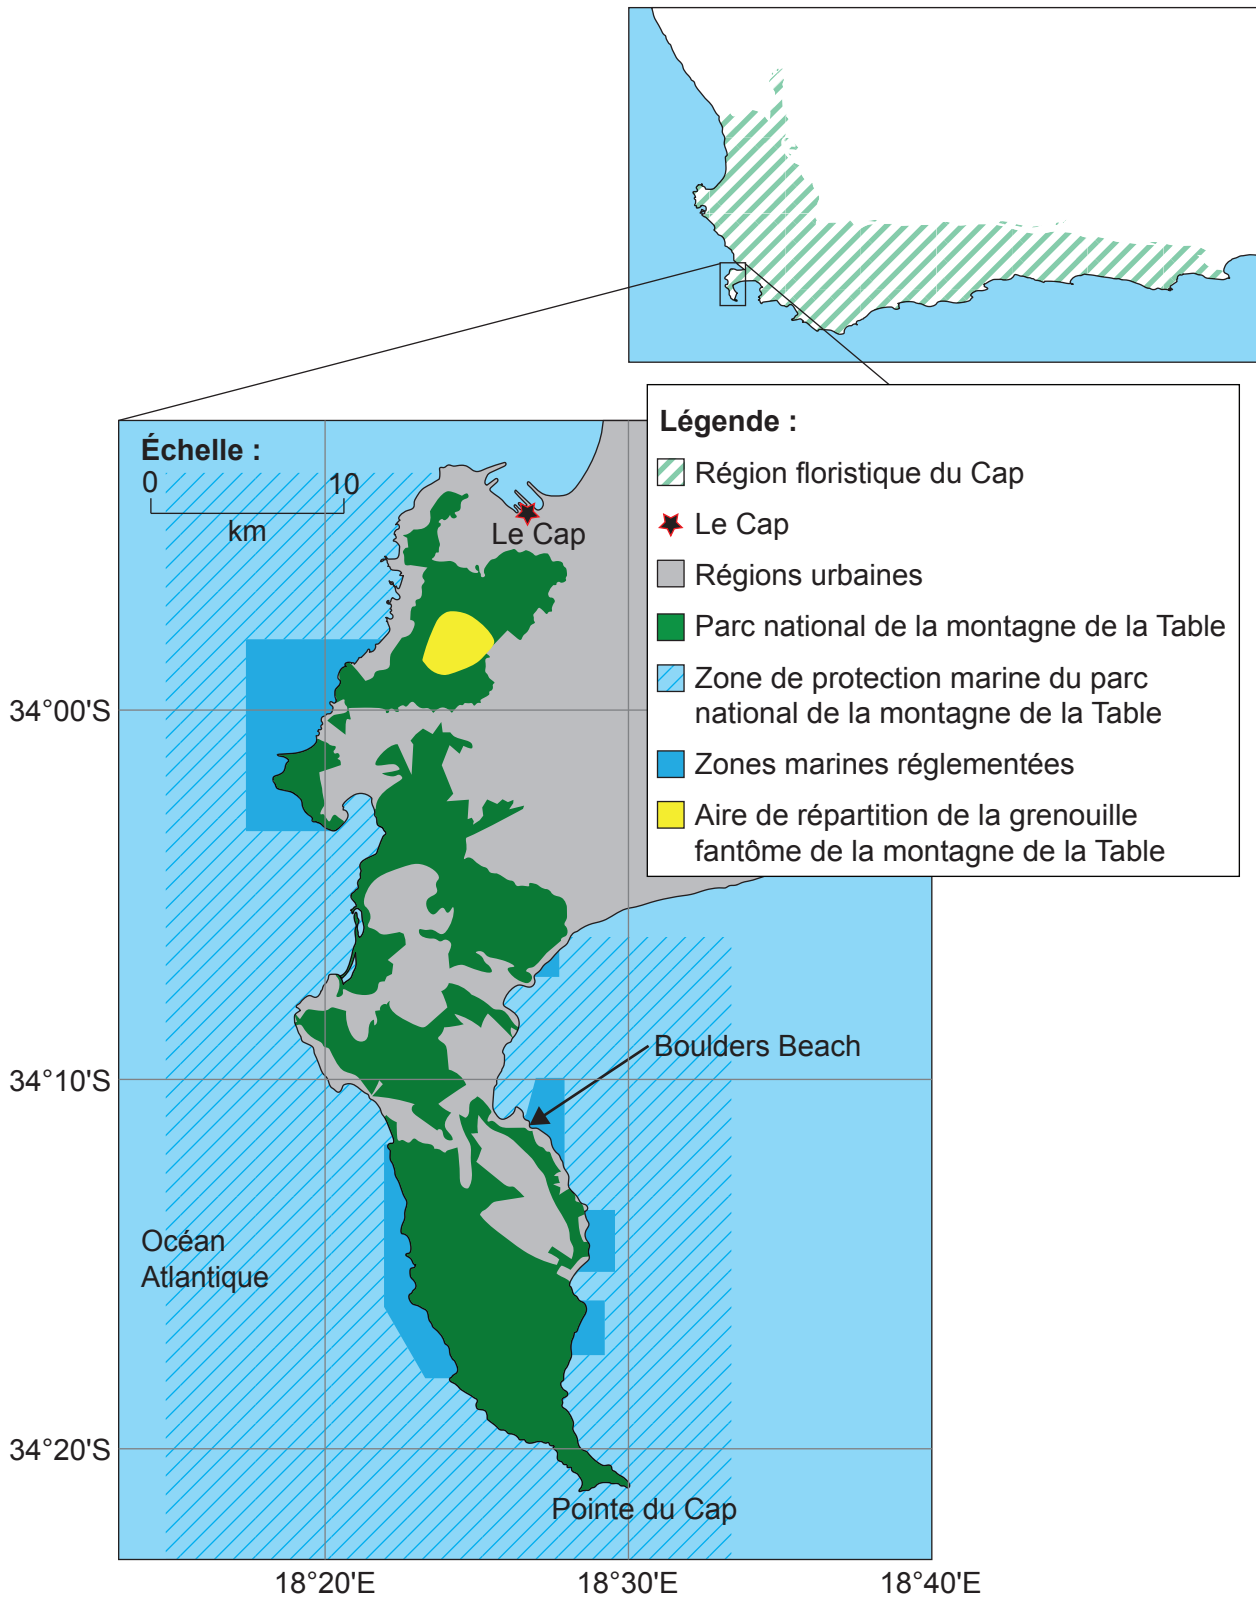 Légende :
Région floristique du Cap
Le Cap
Régions urbaines
Parc national de la montagne de la Table
Zone de protection marine du parc
national de la montagne de la Table
Zones marines réglementées
Aire de répartition de la grenouille
fantôme de la montagne de la Table
Échelle :
0 10
km
Le Cap
34°00'S
Boulders Beach
34°10'S
Océan
Atlantique
34°20'S
Pointe du Cap
18°20'E 18°30'E 18°40'E